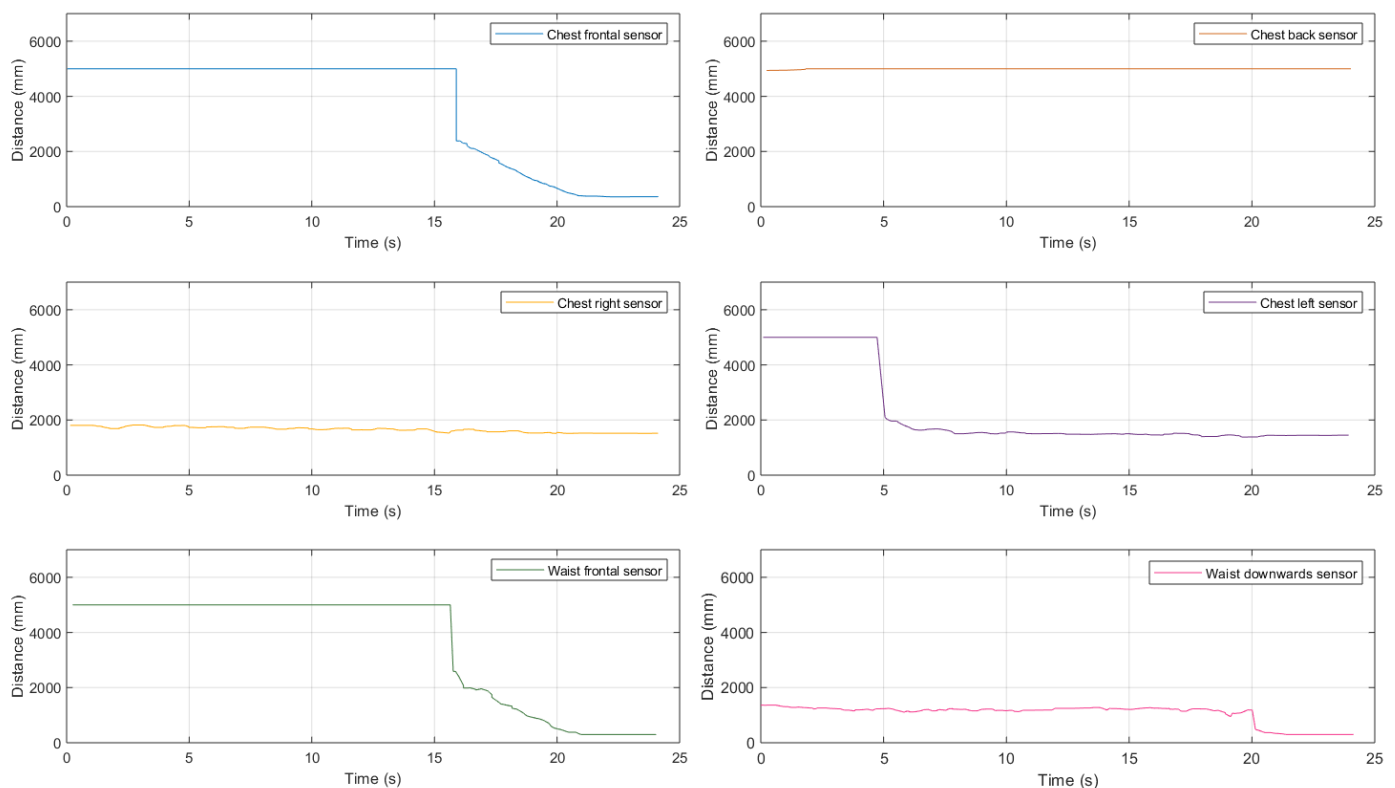 Chest frontal sensor
Distance (mm)
6000
4000
2000
0
0 5 10 15 20 25
Time (s)
Chest back sensor
Distance (mm)
6000
4000
2000
0
0 5 10 15 20 25
Time (s)
Chest right sensor
Distance (mm)
6000
4000
2000
0
0 5 10 15 20 25
Time (s)
Chest left sensor
Distance (mm)
6000
4000
2000
0
0 5 10 15 20 25
Time (s)
Waist frontal sensor
Distance (mm)
6000
4000
2000
0
0 5 10 15 20 25
Time (s)
Waist downwards sensor
Distance (mm)
6000
4000
2000
0
0 5 10 15 20 25
Time (s)